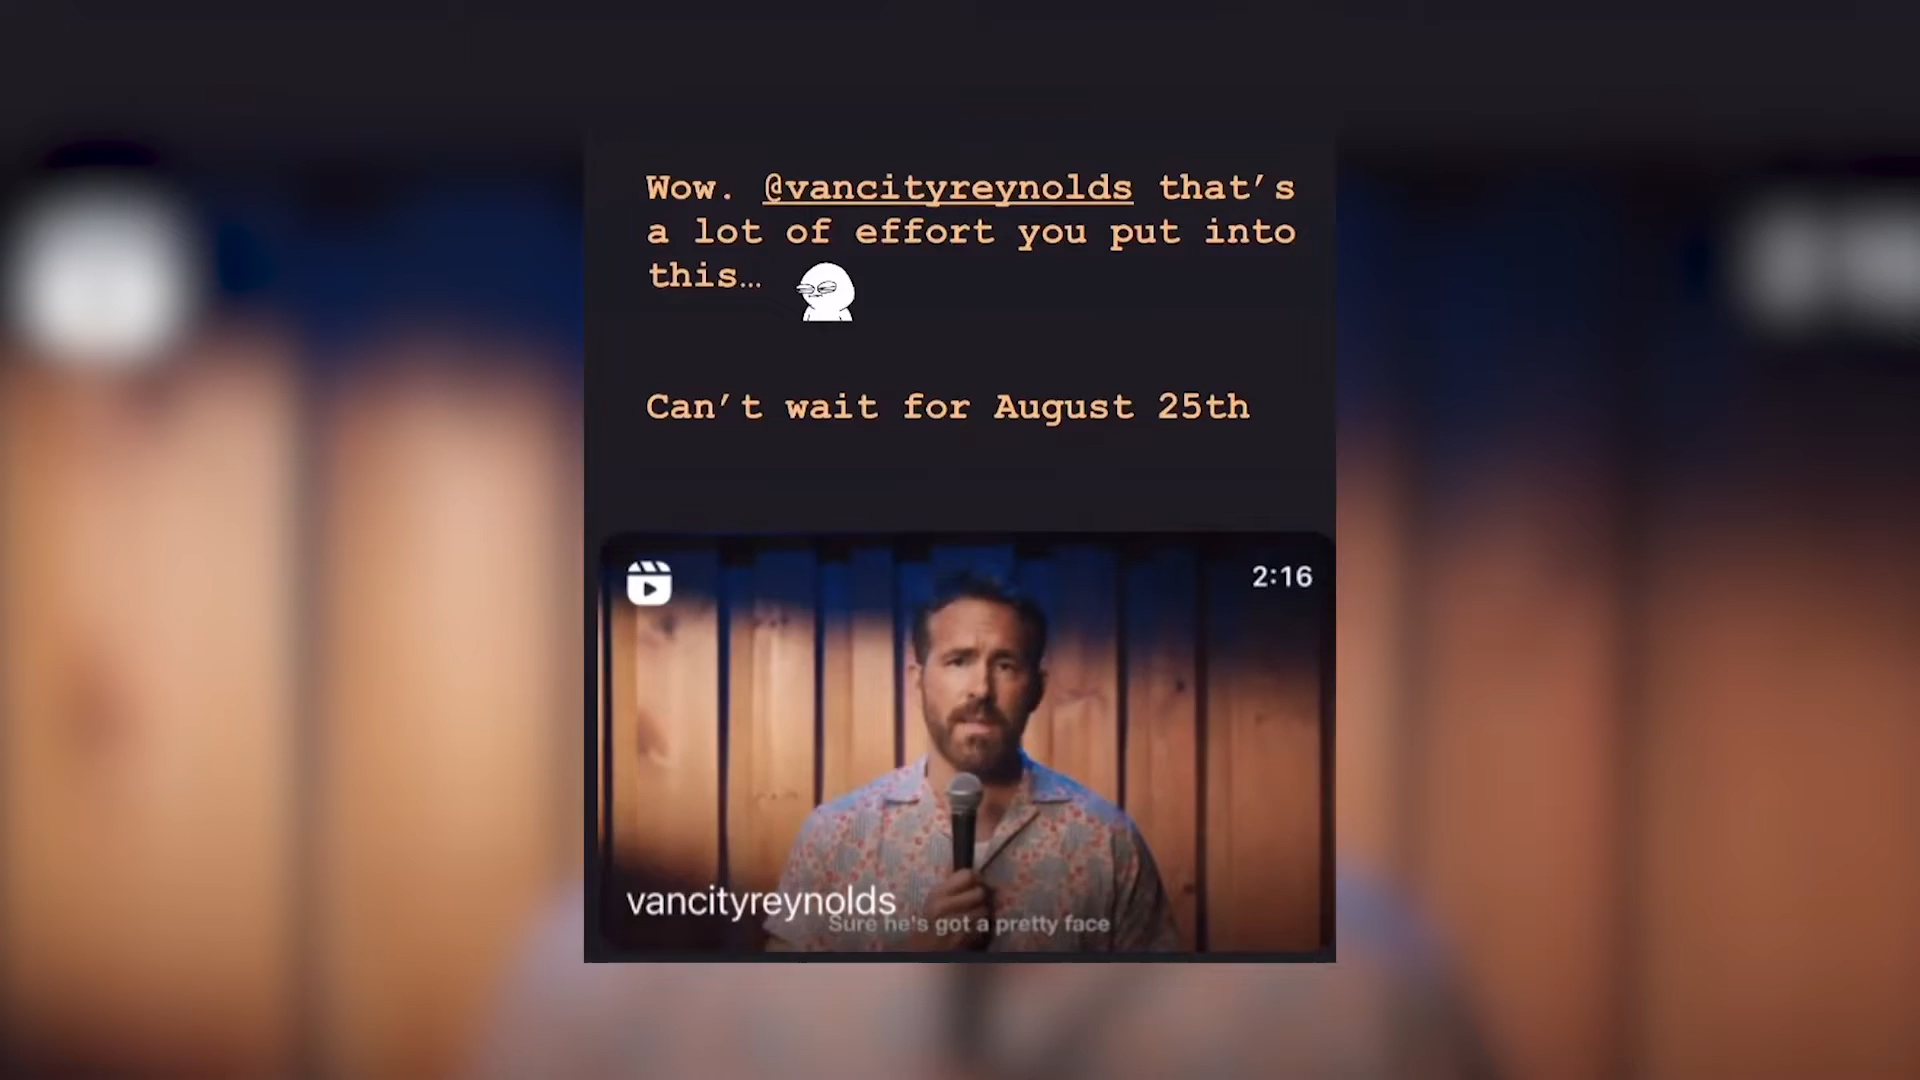 Wow. @vancityreynolds that's
a lot of effort you put into
this…
Can't wait for August 25th
2:16
vancityreynolds
Sure he's got a pretty face